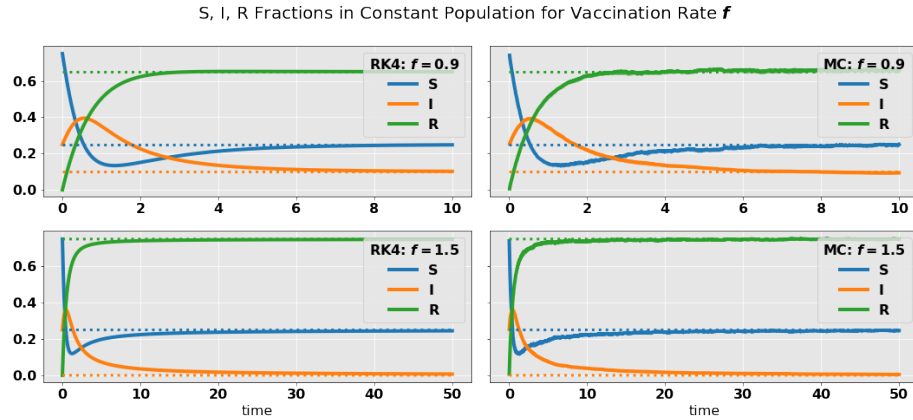 S, I, R Fractions in Constant Population for Vaccination Rate f
RK4: f = 0.9
S
I
R
0.6
0.4
0.2
0.0
0 2 4 6 8 10
MC: f = 0.9
S
I
R
0 2 4 6 8 10
RK4: f = 1.5
S
I
R
0.6
0.4
0.2
0.0
0 10 20 30 40 50
time
MC: f = 1.5
S
I
R
0 10 20 30 40 50
time